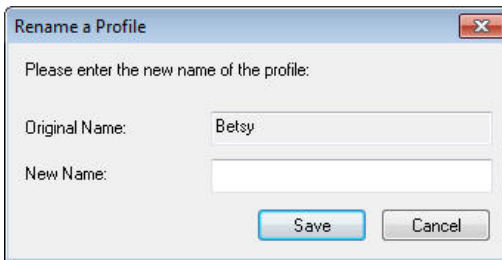 Rename a Profile
Please enter the new name of the profile:
Original Name: Betsy
New Name:
Save Cancel